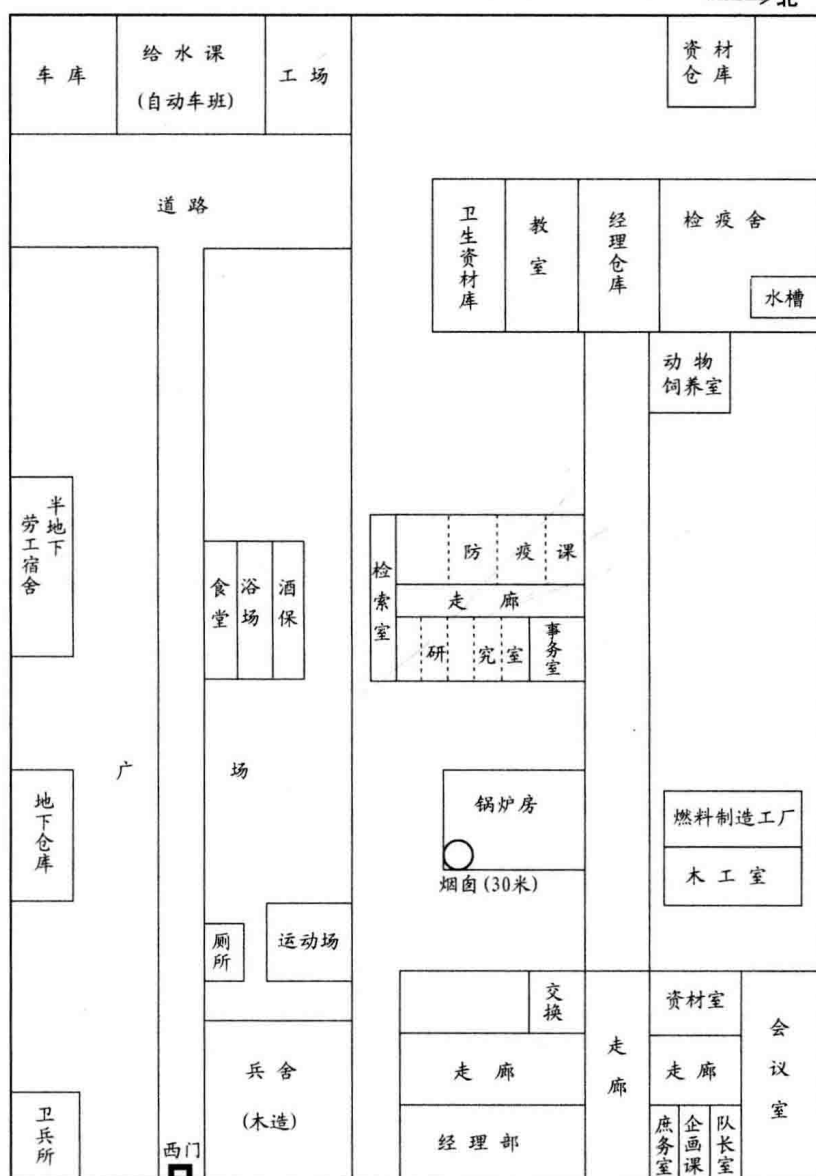 北
车库
给水课
(自动车班)
工场
资材
仓库
道路
卫生资材库
教室
经理仓库
检疫舍
水槽
动物
饲养室
半地下
劳工宿舍
食堂
浴场
酒保
检索室
防疫课
走廊
研究室
事务室
广场
地下仓库
锅炉房
烟囱(30米)
燃料制造工厂
木工室
厕所
运动场
交换
资材室
会议室
兵舍
(木造)
走廊
走廊
走廊
卫兵所
西门
经理部
庶务室
企画课
队长室